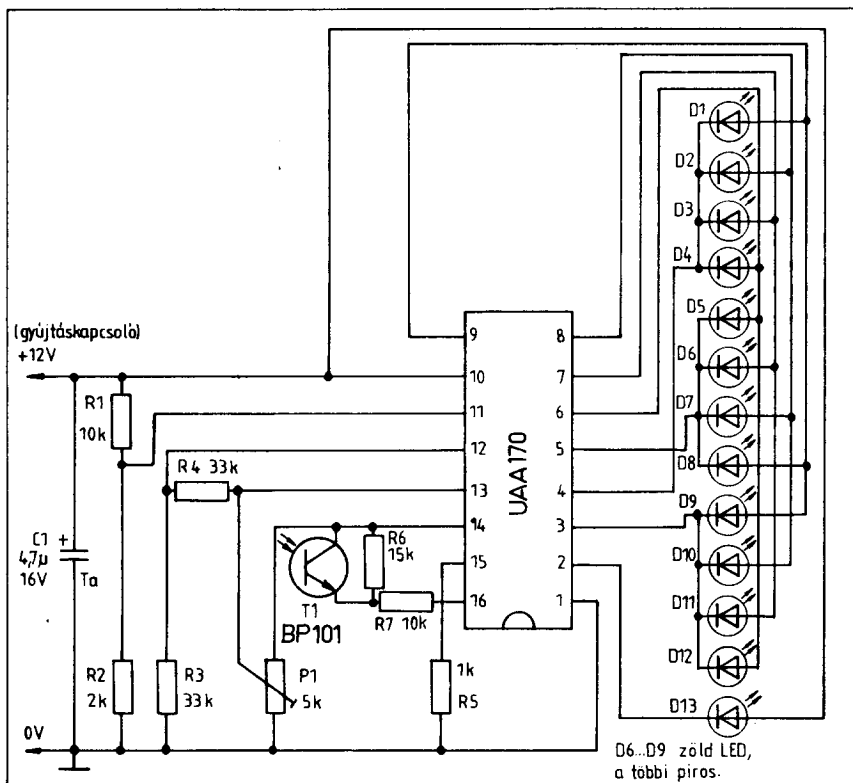 D1
D2
D3
D4
(gyújtáskapcsoló)
+12V
R1
10k
9
8
10
7
11
6
12
5
13
4
14
3
15
2
16
1
UAA170
D5
D6
D7
D8
D9
D10
D11
D12
D13
R4 33k
R6
15k
R7 10k
T1
BP101
C1 +
4,7µ
16V
Ta
R2
2k
R3
33k
P1
5k
1k
R5
0V
D6...D9 zöld LED,
a többi piros.